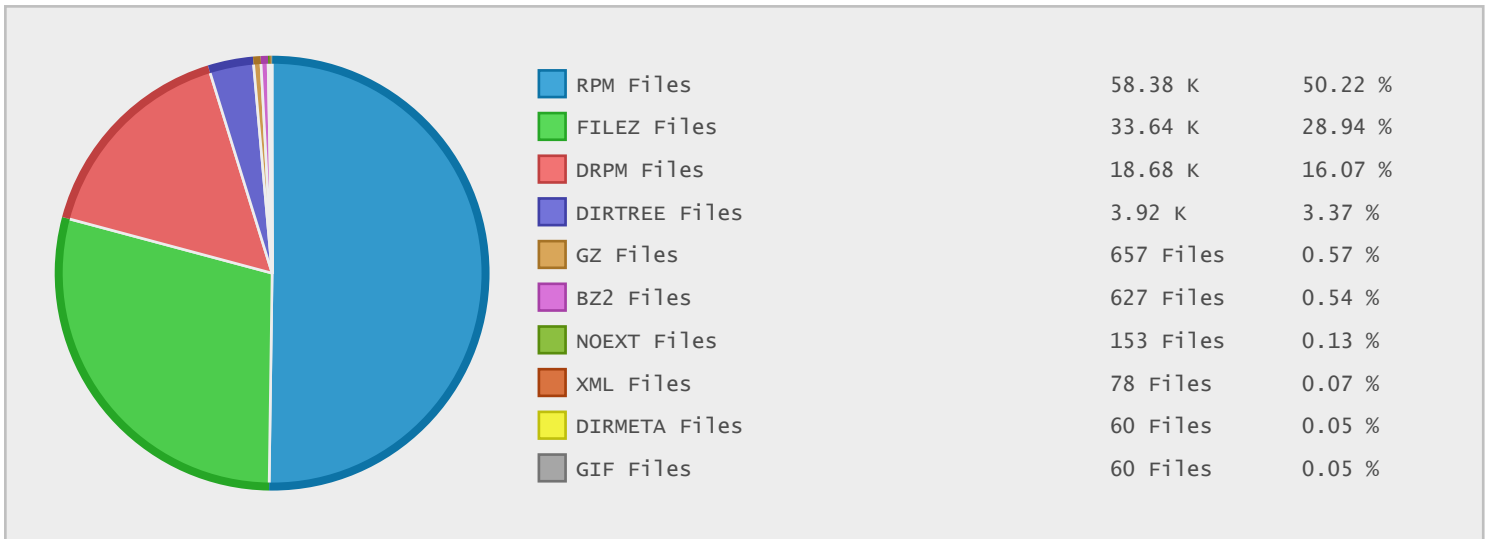 RPM Files 58.38 K 50.22 %
FILEZ Files 33.64 K 28.94 %
DRPM Files 18.68 K 16.07 %
DIRTREE Files 3.92 K 3.37 %
GZ Files 657 Files 0.57 %
BZ2 Files 627 Files 0.54 %
NOEXT Files 153 Files 0.13 %
XML Files 78 Files 0.07 %
DIRMETA Files 60 Files 0.05 %
GIF Files 60 Files 0.05 %